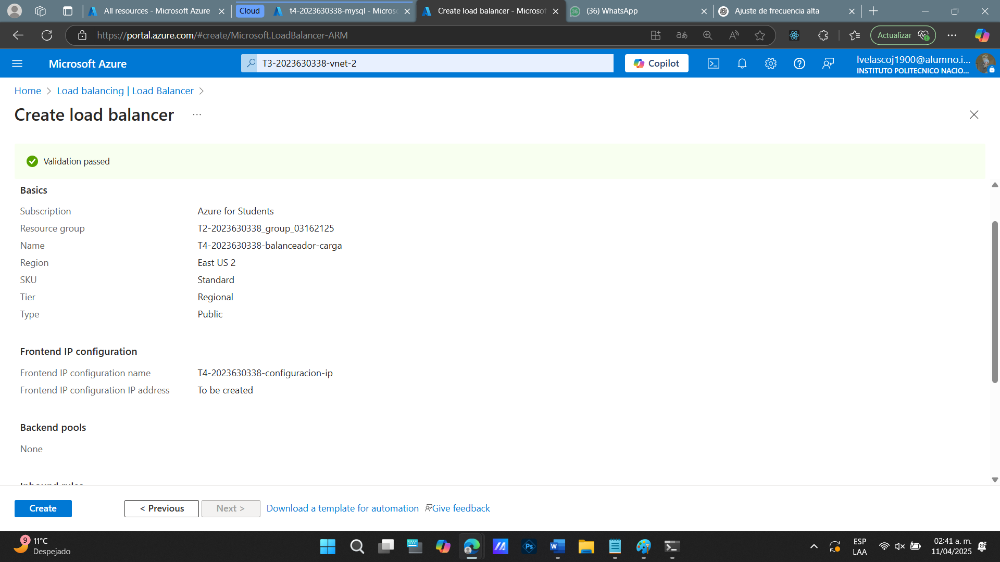 All resources - Microsoft Azure
Cloud
t4-2023630338-mysql - Micros
Create load balancer - Microsof
(36) WhatsApp
Ajuste de frecuencia alta
https://portal.azure.com/#create/Microsoft.LoadBalancer-ARM
Actualizar
Microsoft Azure
T3-2023630338-vnet-2
Copilot
lvelascoj1900@alumno.i...
INSTITUTO POLITECNICO NACIO...
Home > Load balancing | Load Balancer >
Create load balancer ...
Validation passed
Basics
Subscription Azure for Students
Resource group T2-2023630338_group_03162125
Name T4-2023630338-balanceador-carga
Region East US 2
SKU Standard
Tier Regional
Type Public
Frontend IP configuration
Frontend IP configuration name T4-2023630338-configuracion-ip
Frontend IP configuration IP address To be created
Backend pools
None
Create
< Previous
Next >
Download a template for automation
Give feedback
9
11°C
Despejado
ESP
LAA
02:41 a. m.
11/04/2025